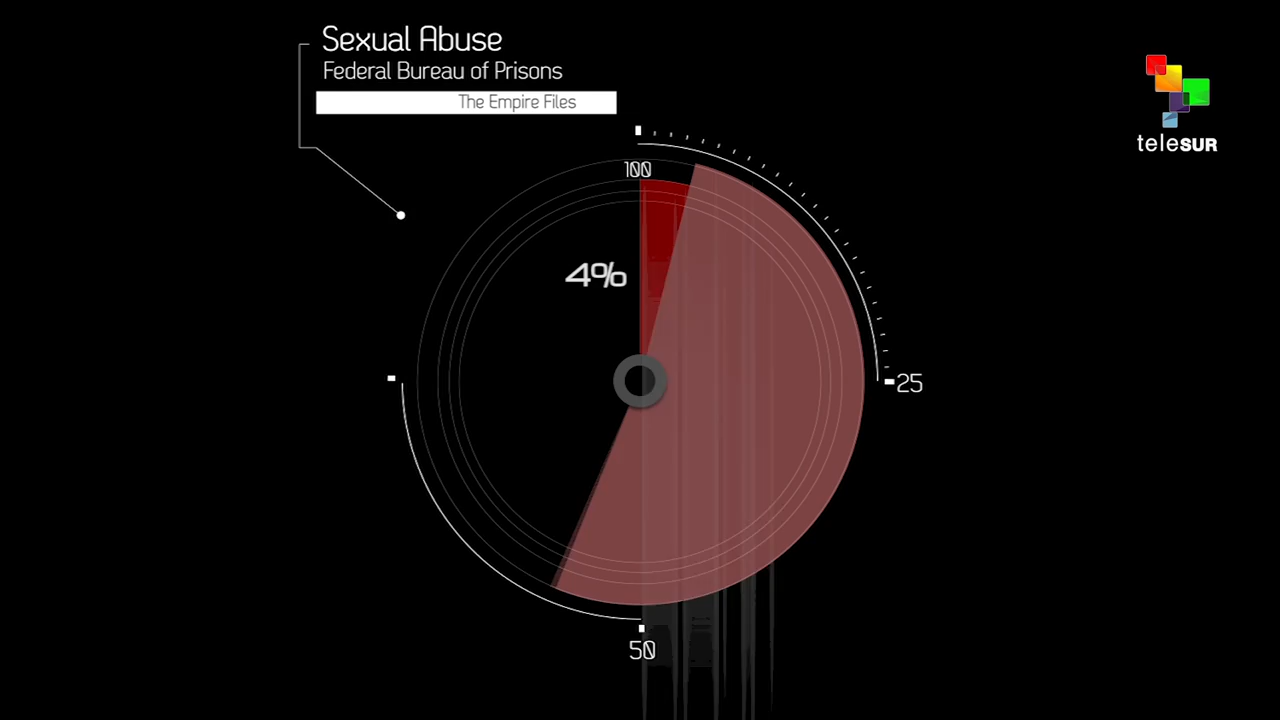 Sexual Abuse
Federal Bureau of Prisons
The Empire Files
teleSUR
100
4%
25
50